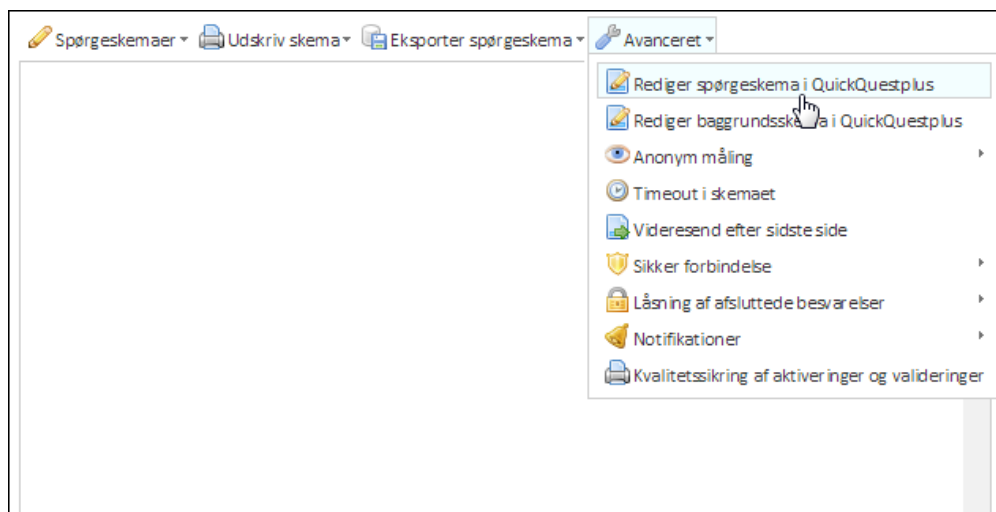 Spørgeskemaer Udskriv skema Eksporter spørgeskema Avanceret
Rediger spørgeskema i QuickQuestplus
Rediger baggrundsskema i QuickQuestplus
Anonym måling
Timeout i skemaet
Videresend efter sidste side
Sikker forbindelse
Låsning af afsluttede besvarelser
Notifikationer
Kvalitetssikring af aktiveringer og valideringer